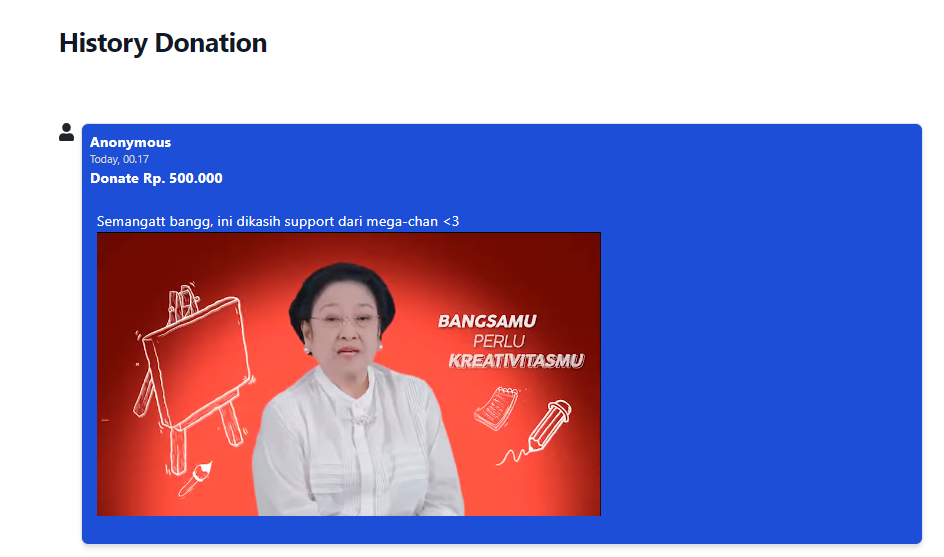 History Donation
Anonymous
Today, 00.17
Donate Rp. 500.000
Semangatt bangg, ini dikasih support dari mega-chan <3
BANGSAMU
PERLU
KREATIVITASMU